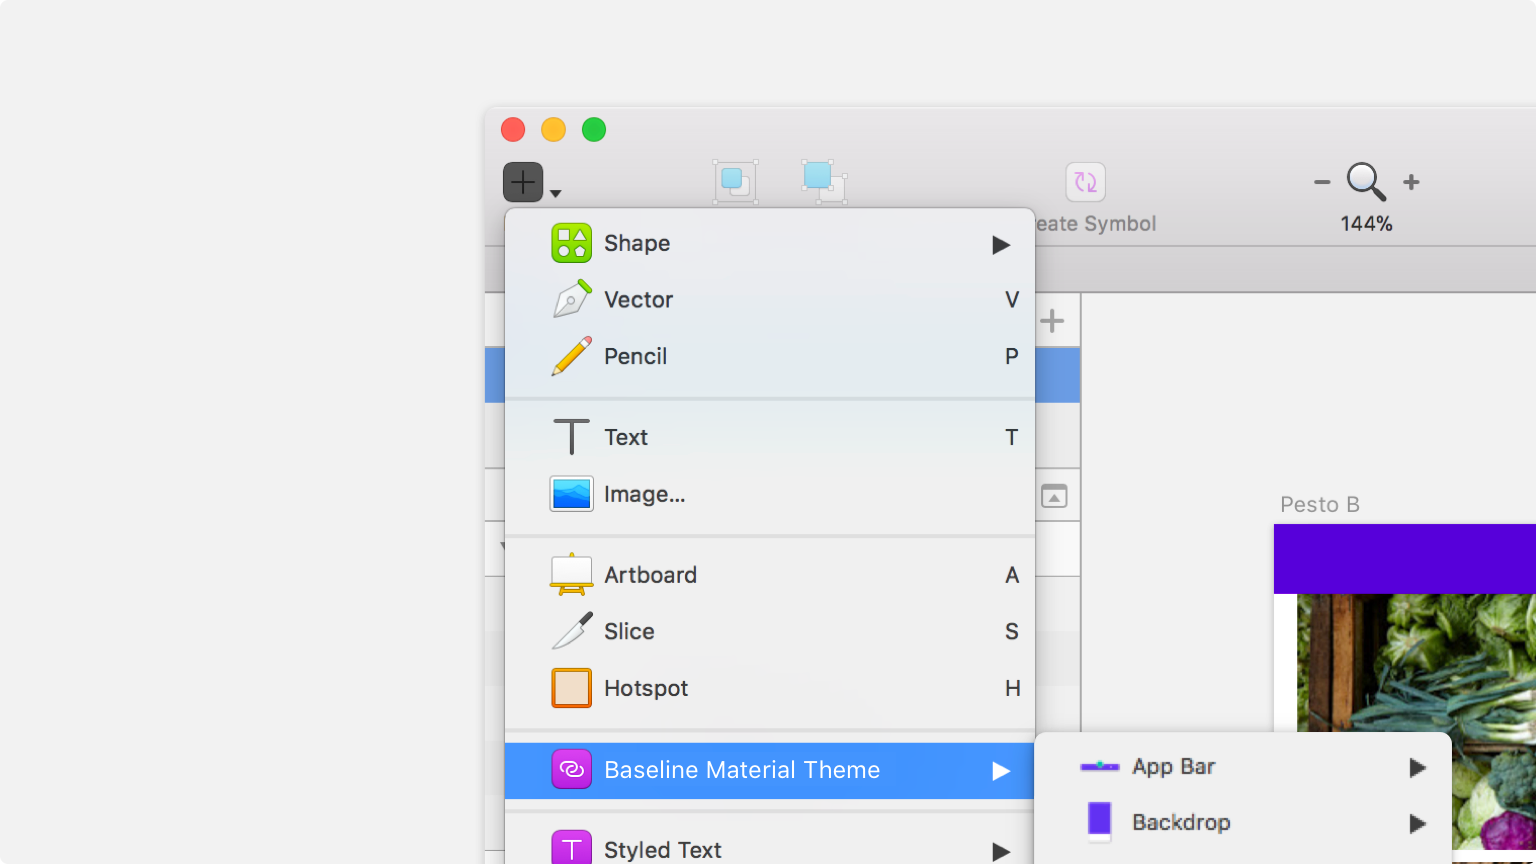 eate Symbol
144%
Shape
Vector V
Pencil P
Text T
Image...
Artboard A
Slice S
Hotspot H
Baseline Material Theme
Styled Text
App Bar
Backdrop
Pesto B